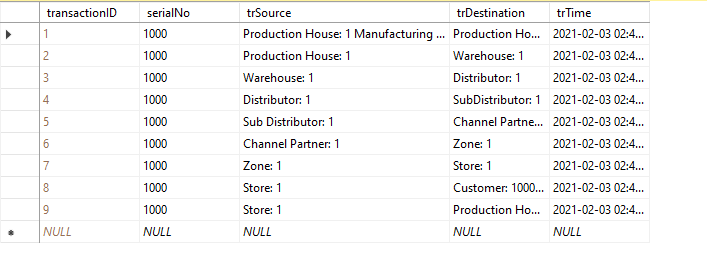 transactionID serialNo trSource trDestination trTime
1 1000 Production House: 1 Manufacturing ... Production Ho... 2021-02-03 02:4...
2 1000 Production House: 1 Warehouse: 1 2021-02-03 02:4...
3 1000 Warehouse: 1 Distributor: 1 2021-02-03 02:4...
4 1000 Distributor: 1 SubDistributor: 1 2021-02-03 02:4...
5 1000 Sub Distributor: 1 Channel Partne... 2021-02-03 02:4...
6 1000 Channel Partner: 1 Zone: 1 2021-02-03 02:4...
7 1000 Zone: 1 Store: 1 2021-02-03 02:4...
8 1000 Store: 1 Customer: 1000... 2021-02-03 02:4...
9 1000 Store: 1 Production Ho... 2021-02-03 02:4...
NULL NULL NULL NULL NULL